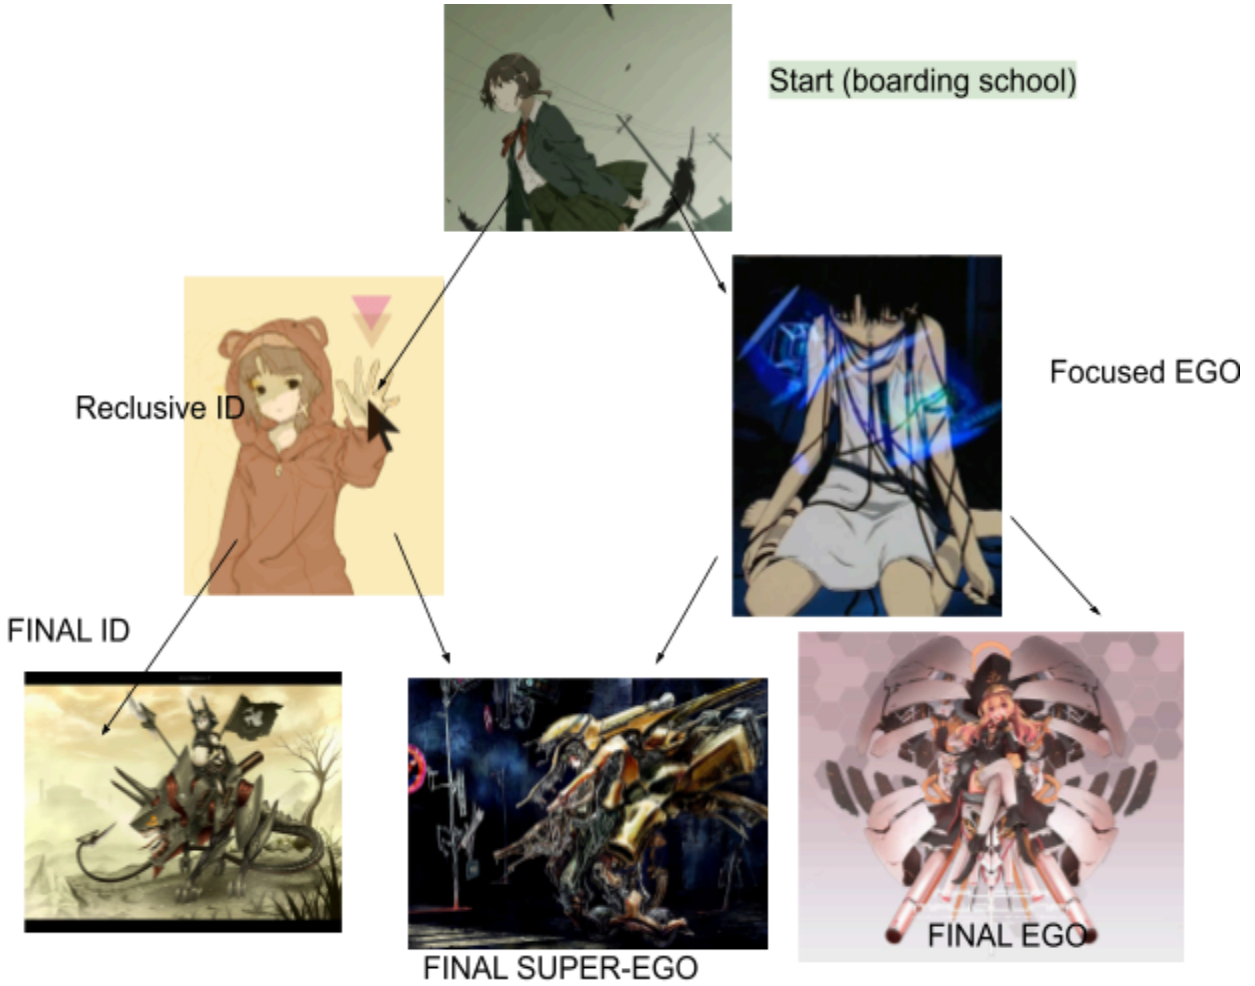 Start (boarding school)
Focused EGO
Reclusive ID
FINAL ID
FINAL EGO
FINAL SUPER-EGO